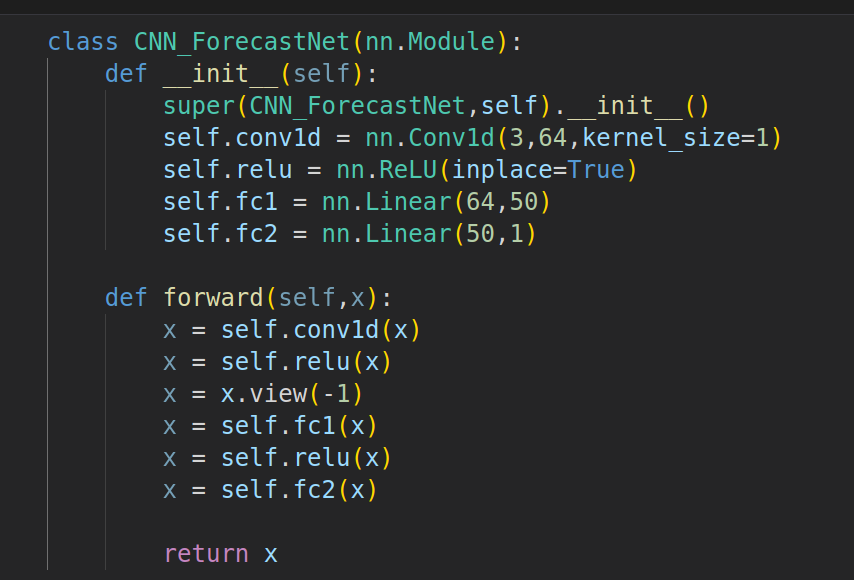 class CNN_ForecastNet(nn.Module):
    def __init__(self):
        super(CNN_ForecastNet,self).__init__()
        self.conv1d = nn.Conv1d(3,64,kernel_size=1)
        self.relu = nn.ReLU(inplace=True)
        self.fc1 = nn.Linear(64,50)
        self.fc2 = nn.Linear(50,1)

    def forward(self,x):
        x = self.conv1d(x)
        x = self.relu(x)
        x = x.view(-1)
        x = self.fc1(x)
        x = self.relu(x)
        x = self.fc2(x)

        return x